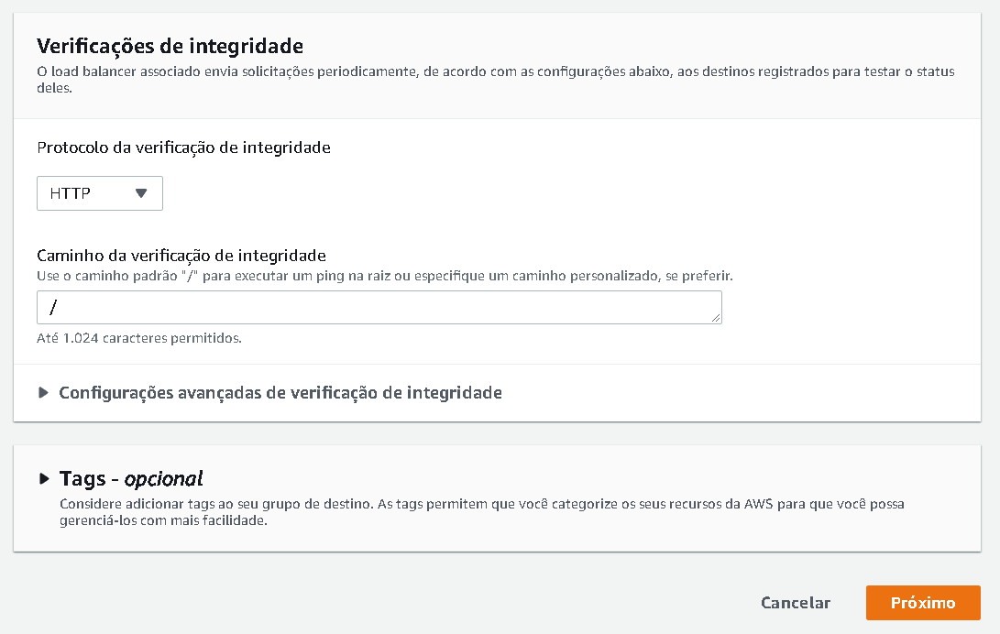 Verificações de integridade
O load balancer associado envia solicitações periodicamente, de acordo com as configurações abaixo, aos destinos registrados para testar o status
deles.
Protocolo da verificação de integridade
HTTP
Caminho da verificação de integridade
Use o caminho padrão "/" para executar um ping na raiz ou especifique um caminho personalizado, se preferir.
/
Até 1.024 caracteres permitidos.
Configurações avançadas de verificação de integridade
Tags - opcional
Considere adicionar tags ao seu grupo de destino. As tags permitem que você categorize os seus recursos da AWS para que você possa
gerenciá-los com mais facilidade.
Cancelar
Próximo